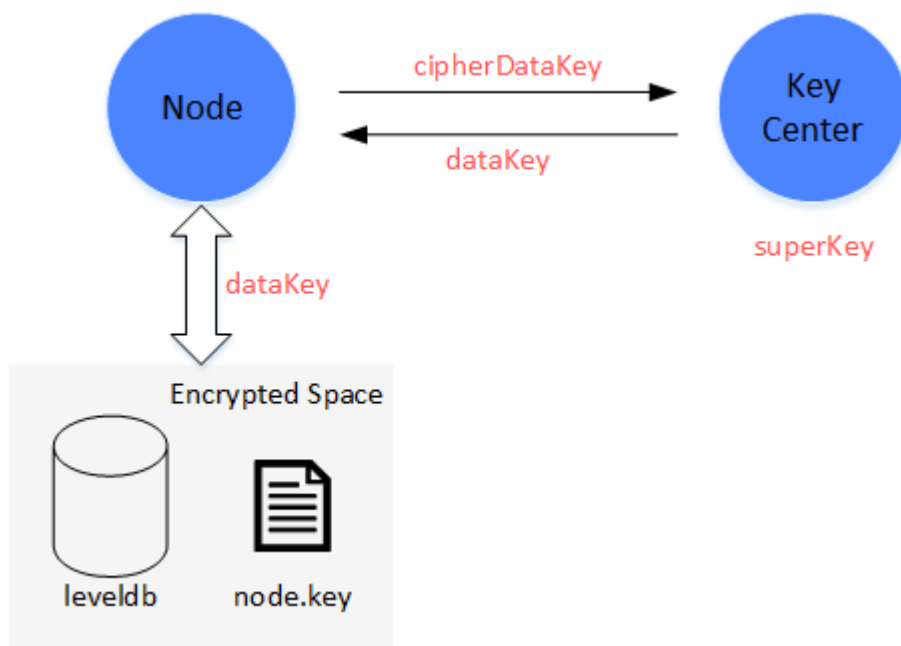 Node
cipherDataKey
dataKey
Key
Center
superKey
dataKey
Encrypted Space
leveldb
node.key